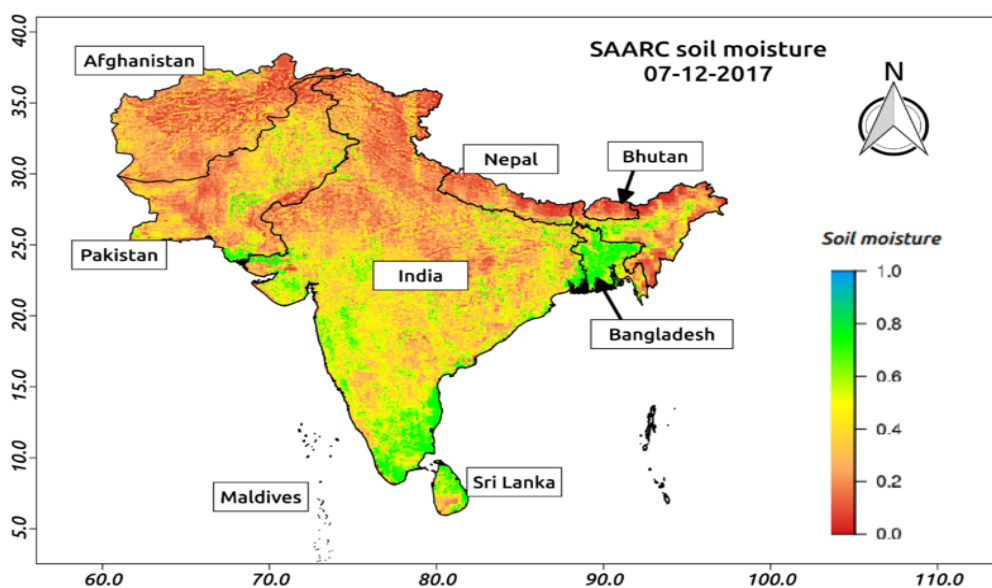 SAARC soil moisture
07-12-2017
N
Afghanistan
Nepal
Bhutan
Pakistan
India
Bangladesh
Sri Lanka
Maldives
Soil moisture
1.0
0.8
0.6
0.4
0.2
0.0
40.0
35.0
30.0
25.0
20.0
15.0
10.0
5.0
60.0
70.0
80.0
90.0
100.0
110.0